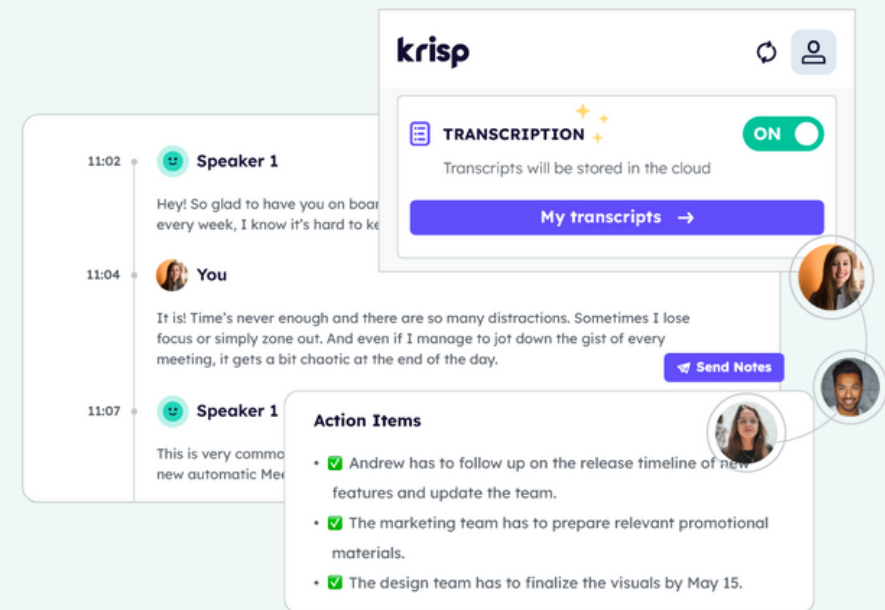 krisp
TRANSCRIPTION
ON
Transcripts will be stored in the cloud
My transcripts →
11:02
Speaker 1
Hey! So glad to have you on boar
every week, I know it's hard to ke
11:04
You
It is! Time's never enough and there are so many distractions. Sometimes I lose
focus or simply zone out. And even if I manage to jot down the gist of every
meeting, it gets a bit chaotic at the end of the day.
Send Notes
11:07
Speaker 1
This is very commo
new automatic Mee
Action Items
• ✅ Andrew has to follow up on the release timeline of new
features and update the team.
• ✅ The marketing team has to prepare relevant promotional
materials.
• ✅ The design team has to finalize the visuals by May 15.